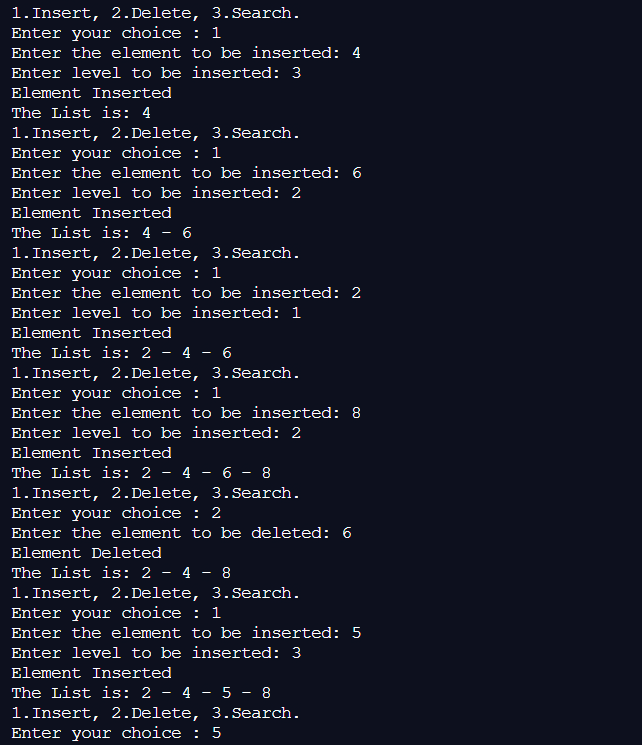 1.Insert, 2.Delete, 3.Search.
Enter your choice : 1
Enter the element to be inserted: 4
Enter level to be inserted: 3
Element Inserted
The List is: 4
1.Insert, 2.Delete, 3.Search.
Enter your choice : 1
Enter the element to be inserted: 6
Enter level to be inserted: 2
Element Inserted
The List is: 4 - 6
1.Insert, 2.Delete, 3.Search.
Enter your choice : 1
Enter the element to be inserted: 2
Enter level to be inserted: 1
Element Inserted
The List is: 2 - 4 - 6
1.Insert, 2.Delete, 3.Search.
Enter your choice : 1
Enter the element to be inserted: 8
Enter level to be inserted: 2
Element Inserted
The List is: 2 - 4 - 6 - 8
1.Insert, 2.Delete, 3.Search.
Enter your choice : 2
Enter the element to be deleted: 6
Element Deleted
The List is: 2 - 4 - 8
1.Insert, 2.Delete, 3.Search.
Enter your choice : 1
Enter the element to be inserted: 5
Enter level to be inserted: 3
Element Inserted
The List is: 2 - 4 - 5 - 8
1.Insert, 2.Delete, 3.Search.
Enter your choice : 5